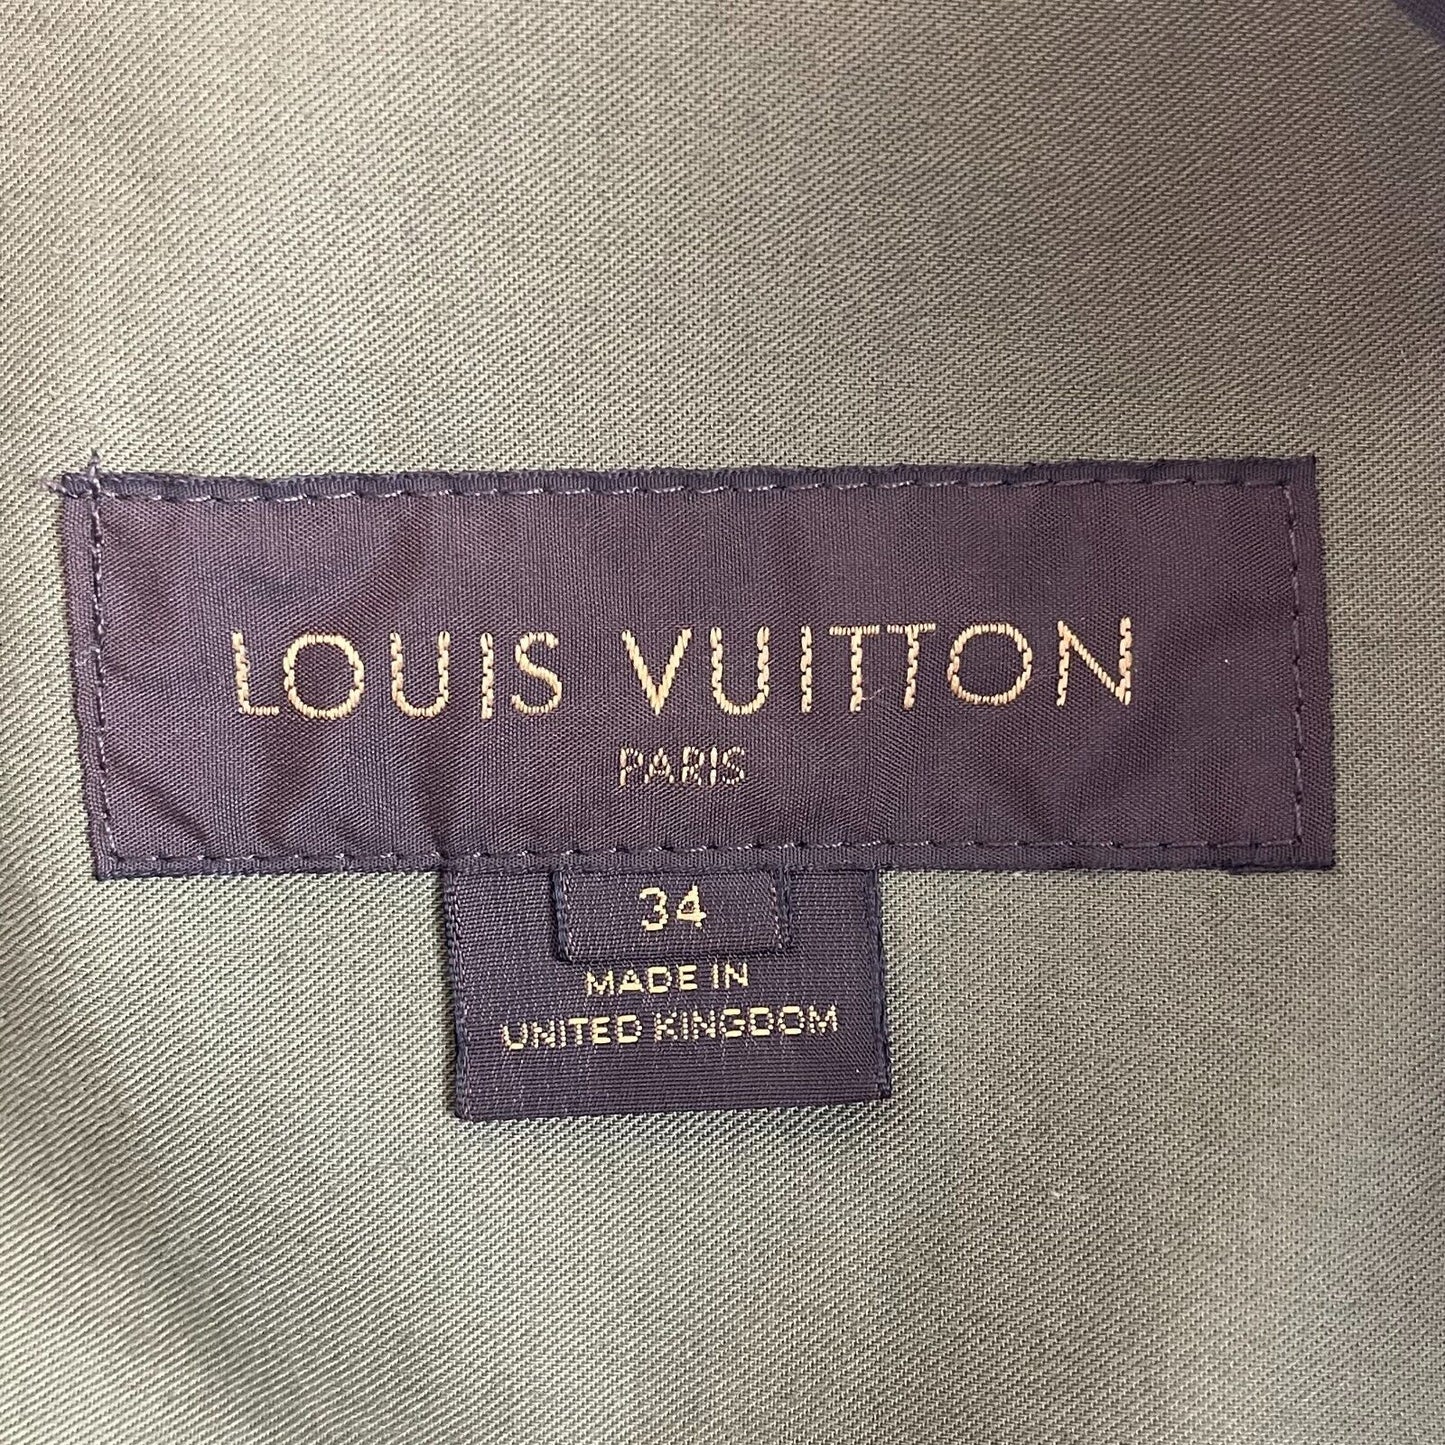 LOUIS VUITTON
PARIS
34
MADE IN
UNITED KINGDOM